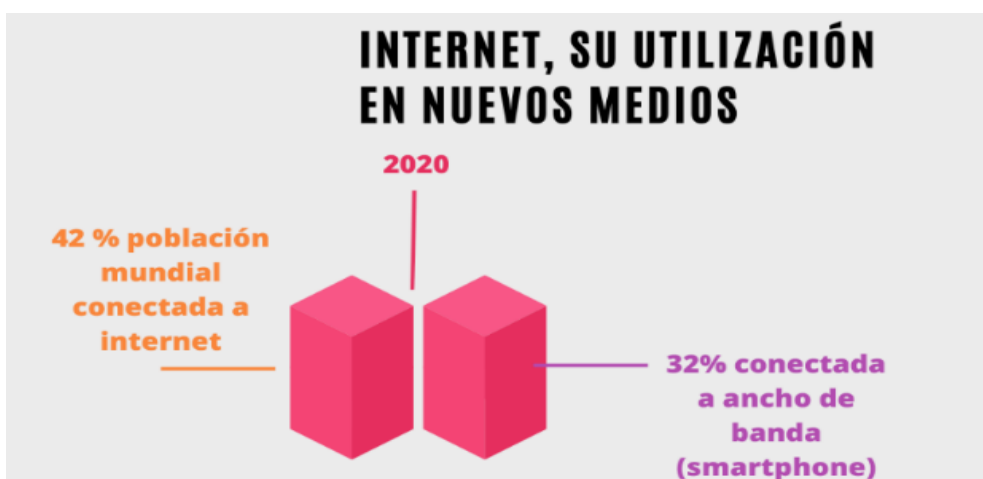 INTERNET, SU UTILIZACIÓN
EN NUEVOS MEDIOS
2020
42 % población
mundial
conectada a
internet
32% conectada
a ancho de
banda
(smartphone)